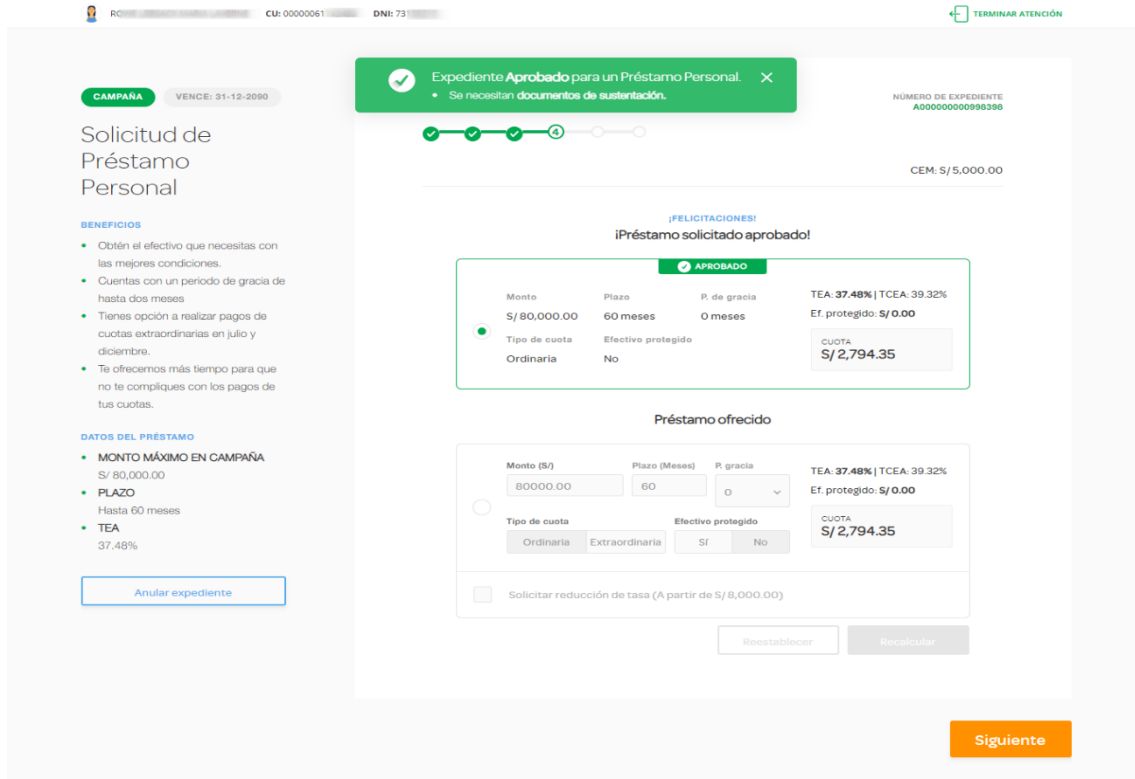 CU: 00000061
DNI: 73
TERMINAR ATENCIÓN
Expediente Aprobado para un Préstamo Personal.
• Se necesitan documentos de sustentación.
CAMPAÑA
VENCE: 31-12-2090
NÚMERO DE EXPEDIENTE
A000000000998398
Solicitud de
Préstamo
Personal
4
CEM: S/ 5,000.00
BENEFICIOS
• Obtén el efectivo que necesitas con
las mejores condiciones.
• Cuentas con un periodo de gracia de
hasta dos meses
• Tienes opción a realizar pagos de
cuotas extraordinarias en julio y
diciembre.
• Te ofrecemos más tiempo para que
no te compliques con los pagos de
tus cuotas.
DATOS DEL PRÉSTAMO
• MONTO MÁXIMO EN CAMPAÑA
S/ 80,000.00
• PLAZO
Hasta 60 meses
• TEA
37.48%
Anular expediente
¡FELICITACIONES!
¡Préstamo solicitado aprobado!
APROBADO
Monto Plazo P. de gracia
S/ 80,000.00 60 meses 0 meses
Tipo de cuota Efectivo protegido
Ordinaria No
TEA: 37.48% | TCEA: 39.32%
Ef. protegido: S/ 0.00
CUOTA
S/ 2,794.35
Préstamo ofrecido
Monto (S/) Plazo (Meses) P. gracia
80000.00 60 0
Tipo de cuota Efectivo protegido
Ordinaria Extraordinaria Sí No
TEA: 37.48% | TCEA: 39.32%
Ef. protegido: S/ 0.00
CUOTA
S/ 2,794.35
Solicitar reducción de tasa (A partir de S/ 8,000.00)
Reestablecer Recalcular
Siguiente